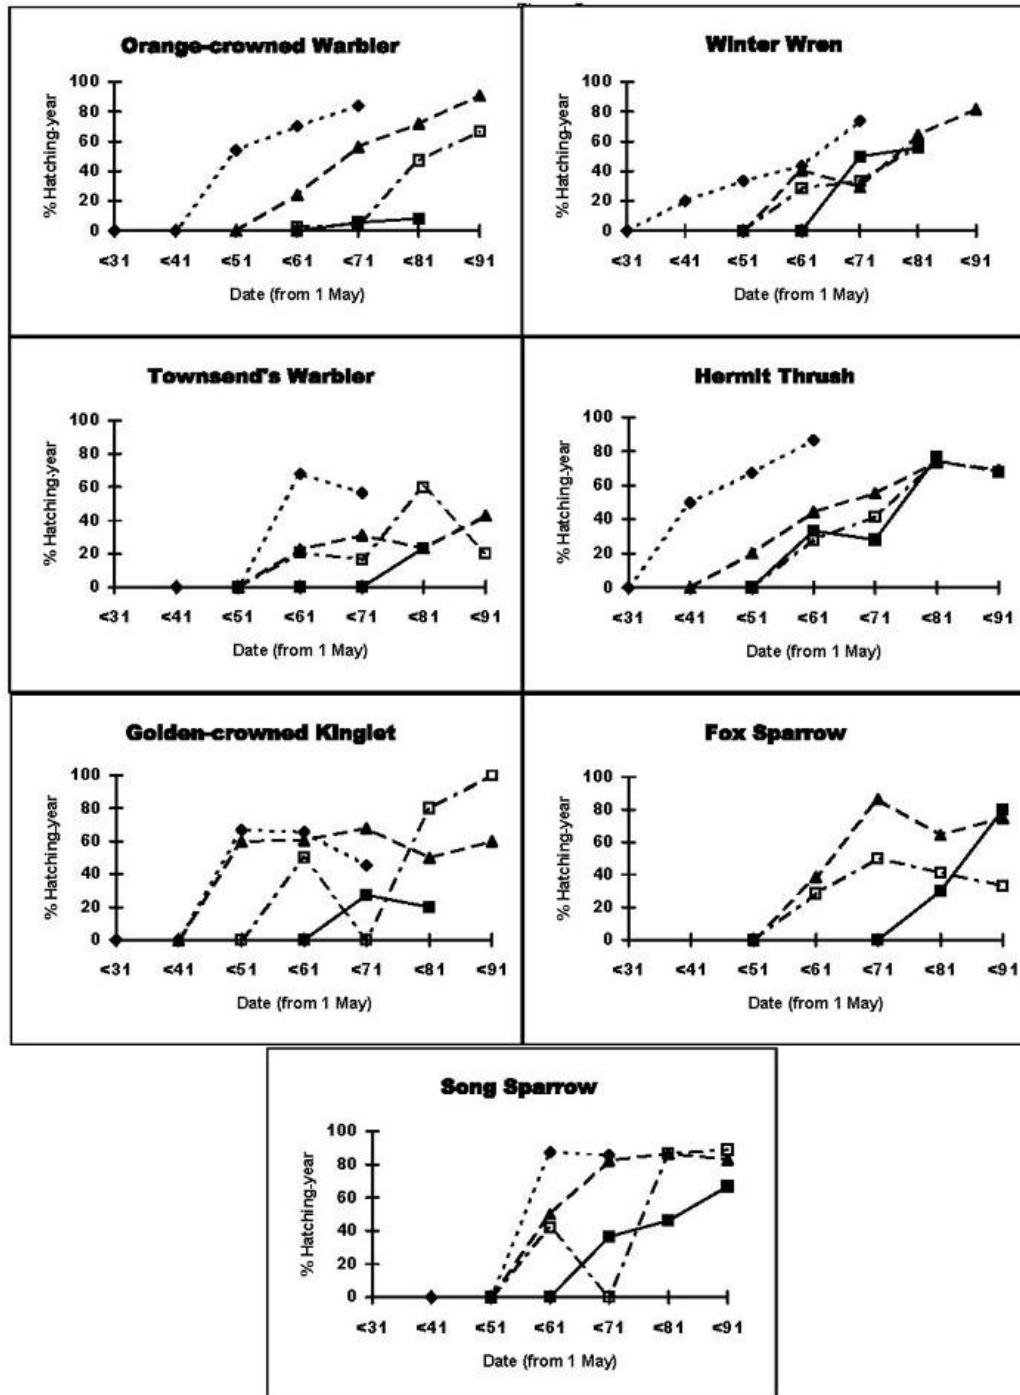 Orange-crowned Warbler
% Hatching-year
100
80
60
40
20
0
<31 <41 <51 <61 <71 <81 <91
Date (from 1 May)
Winter Wren
% Hatching-year
100
80
60
40
20
0
<31 <41 <51 <61 <71 <81 <91
Date (from 1 May)
Townsend's Warbler
% Hatching-year
100
80
60
40
20
0
<31 <41 <51 <61 <71 <81 <91
Date (from 1 May)
Hermit Thrush
% Hatching-year
100
80
60
40
20
0
<31 <41 <51 <61 <71 <81 <91
Date (from 1 May)
Golden-crowned Kinglet
% Hatching-year
100
80
60
40
20
0
<31 <41 <51 <61 <71 <81 <91
Date (from 1 May)
Fox Sparrow
% Hatching-year
100
80
60
40
20
0
<31 <41 <51 <61 <71 <81 <91
Date (from 1 May)
Song Sparrow
% Hatching-year
100
80
60
40
20
0
<31 <41 <51 <61 <71 <81 <91
Date (from 1 May)